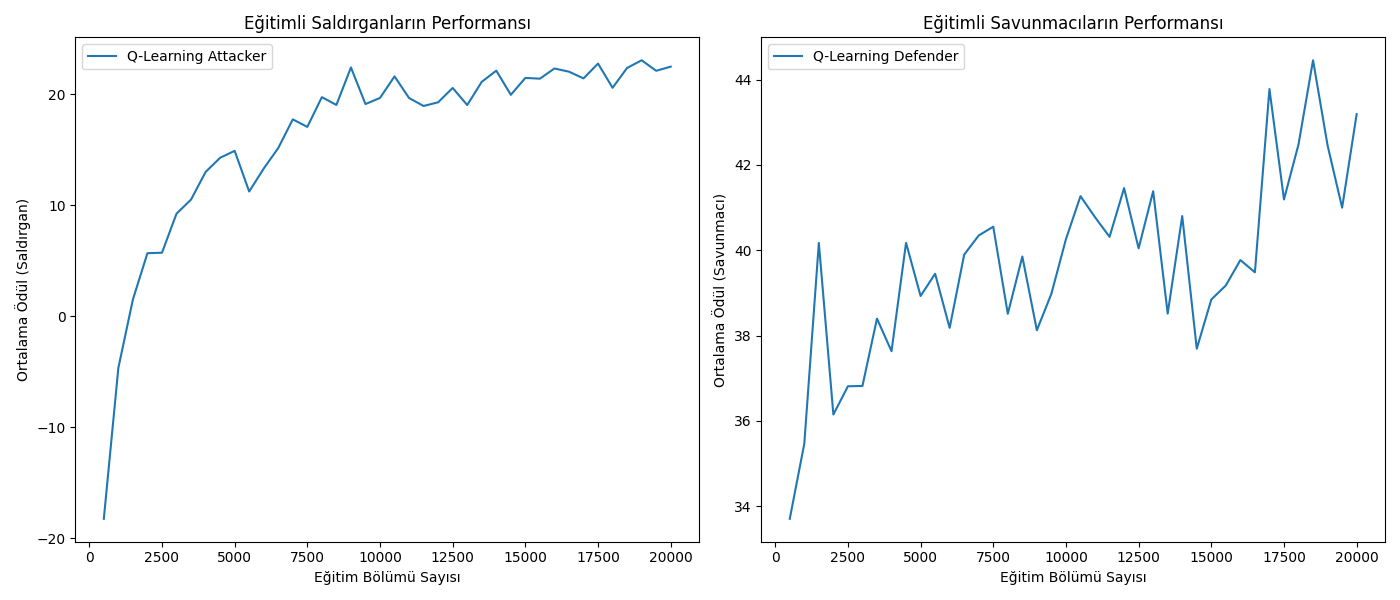 Eğitimli Saldırganların Performansı
Q-Learning Attacker
Ortalama Ödül (Saldırgan)
20
10
0
−10
−20
0 2500 5000 7500 10000 12500 15000 17500 20000
Eğitim Bölümü Sayısı
Eğitimli Savunmacıların Performansı
Q-Learning Defender
Ortalama Ödül (Savunmacı)
44
42
40
38
36
34
0 2500 5000 7500 10000 12500 15000 17500 20000
Eğitim Bölümü Sayısı